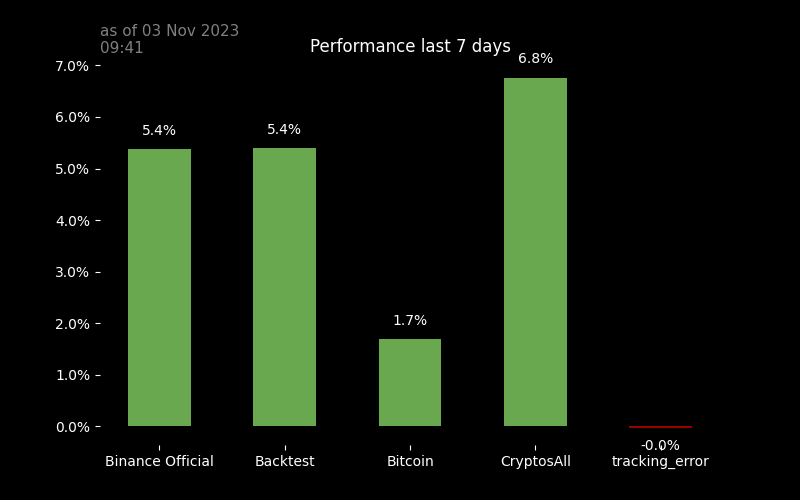 as of 03 Nov 2023
09:41
Performance last 7 days
7.0%
6.0%
5.0%
4.0%
3.0%
2.0%
1.0%
0.0%
5.4%
5.4%
1.7%
6.8%
-0.0%
Binance Official
Backtest
Bitcoin
CryptosAll
tracking_error